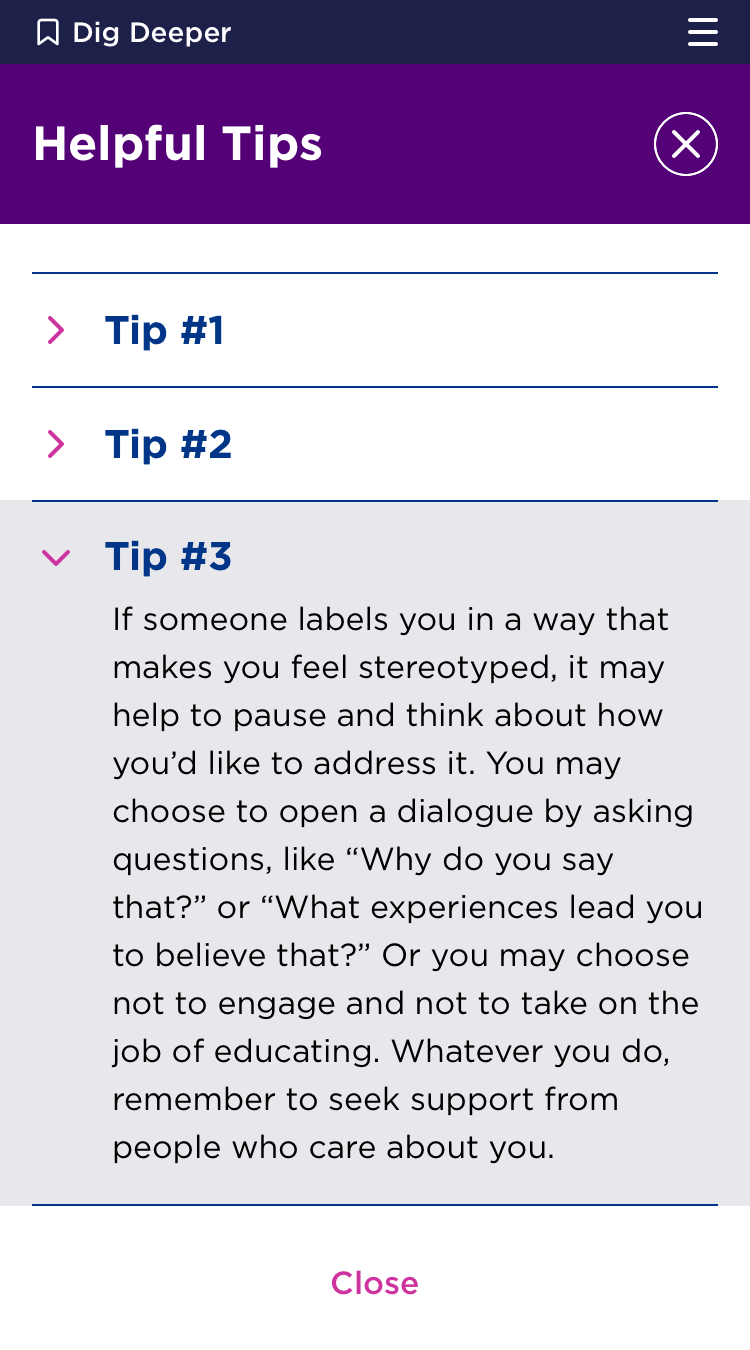 Dig Deeper
Helpful Tips
Tip #1
Tip #2
Tip #3
If someone labels you in a way that
makes you feel stereotyped, it may
help to pause and think about how
you’d like to address it. You may
choose to open a dialogue by asking
questions, like “Why do you say
that?” or “What experiences lead you
to believe that?” Or you may choose
not to engage and not to take on the
job of educating. Whatever you do,
remember to seek support from
people who care about you.
Close